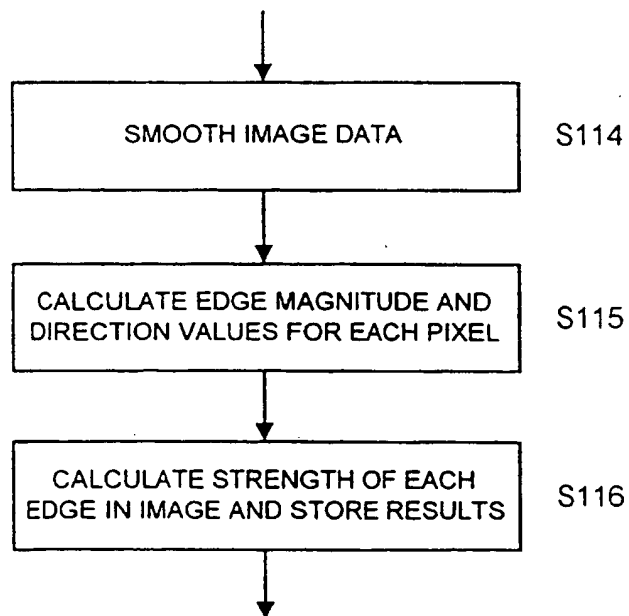 SMOOTH IMAGE DATA
S114
CALCULATE EDGE MAGNITUDE AND
DIRECTION VALUES FOR EACH PIXEL
S115
CALCULATE STRENGTH OF EACH
EDGE IN IMAGE AND STORE RESULTS
S116